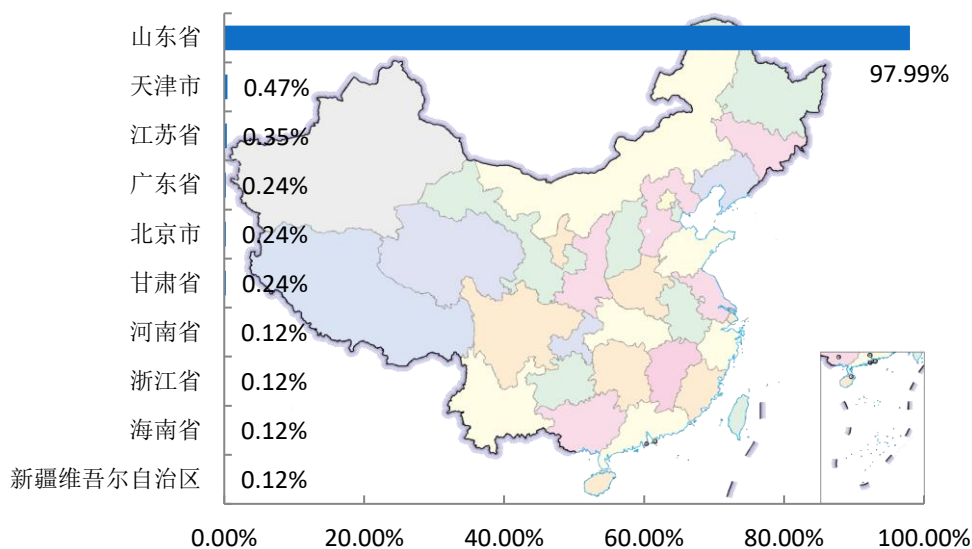 山东省
97.99%
天津市
0.47%
江苏省
0.35%
广东省
0.24%
北京市
0.24%
甘肃省
0.24%
河南省
0.12%
浙江省
0.12%
海南省
0.12%
新疆维吾尔自治区
0.12%
0.00% 20.00% 40.00% 60.00% 80.00% 100.00%